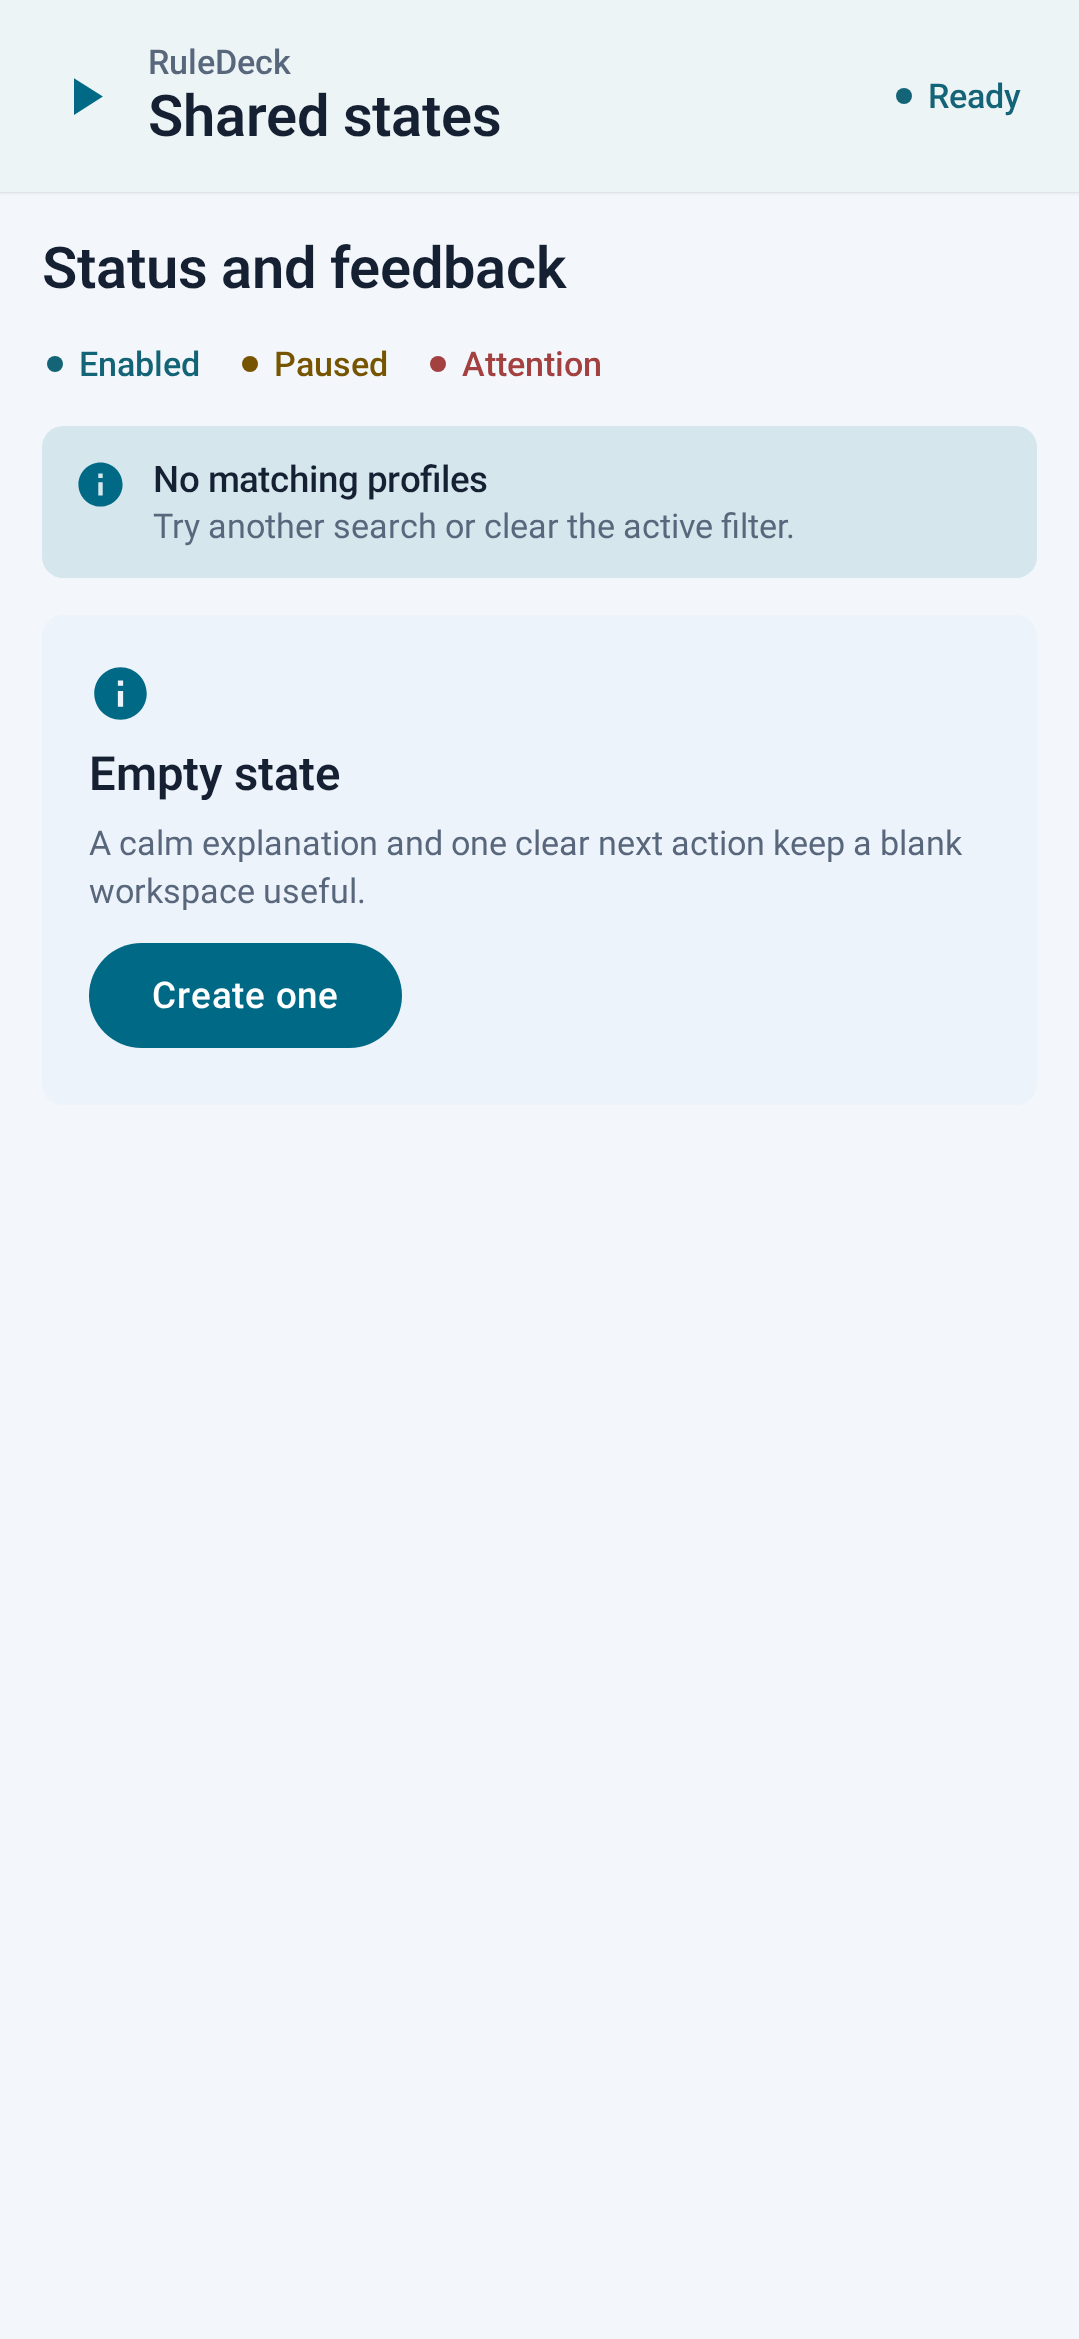 RuleDeck
Shared states
Ready
Status and feedback
Enabled Paused Attention
No matching profiles
Try another search or clear the active filter.
Empty state
A calm explanation and one clear next action keep a blank
workspace useful.
Create one